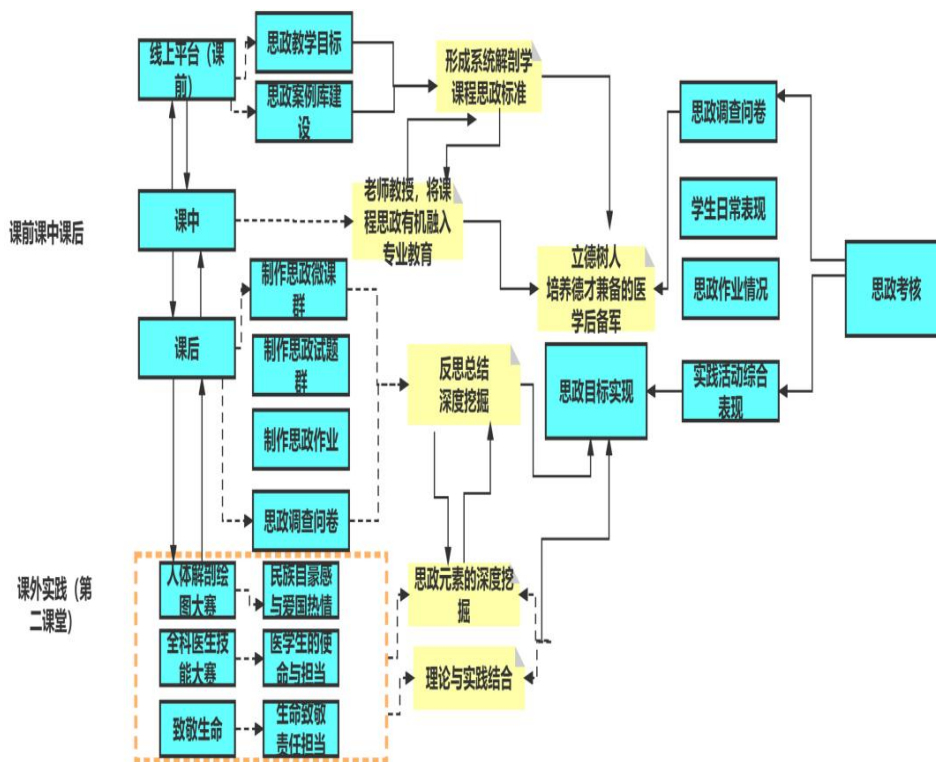 线上平台（课
前）
思政教学目标
思政案例库建
设
形成系统解剖学
课程思政标准
思政调查问卷
课前课中课后
课中
老师教授，将课
程思政有机融入
专业教育
学生日常表现
立德树人
培养德才兼备的医
学后备军
思政作业情况
思政考核
制作思政微课
群
课后
制作思政试题
群
反思总结
深度挖掘
思政目标实现
实践活动综合
表现
制作思政作业
思政调查问卷
课外实践（第
二课堂）
人体解剖绘
图大赛
民族自豪感
与爱国热情
思政元素的深度挖
掘
全科医生技
能大赛
医学生的使
命与担当
理论与实践结合
致敬生命
生命致敬
责任担当